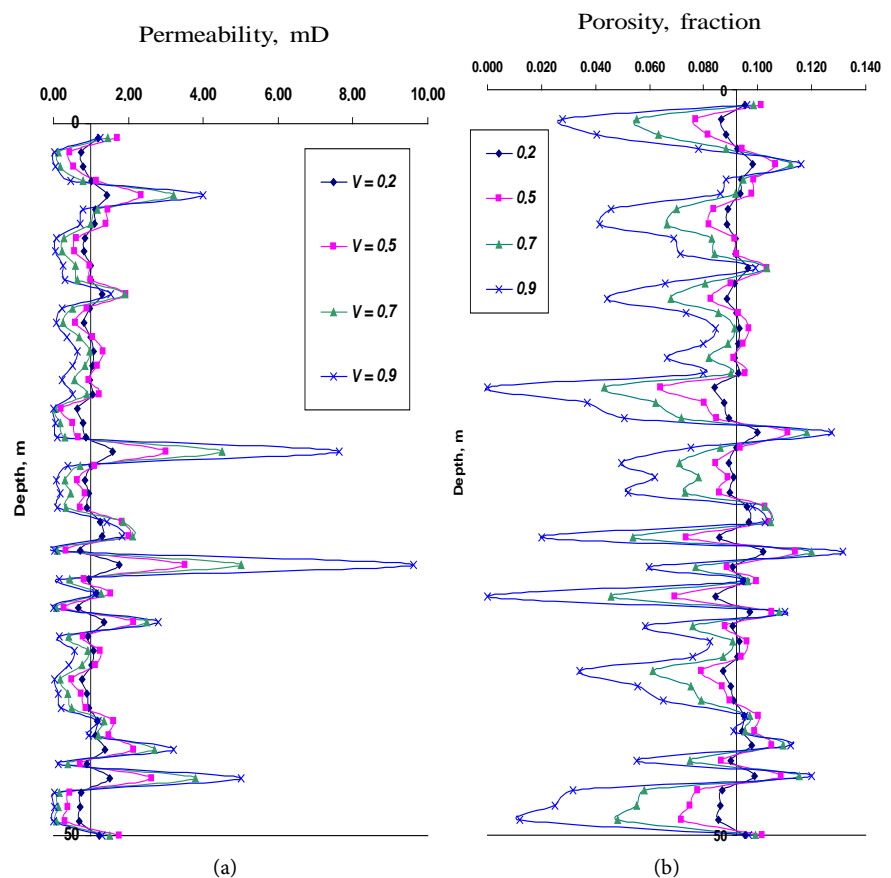 Permeability, mD
0.00 2.00 4.00 6.00 8.00 10.00
0
V = 0.2
V = 0.5
V = 0.7
V = 0.9
Depth, m
50
(a)
Porosity, fraction
0.000 0.020 0.040 0.060 0.080 0.100 0.120 0.140
0
0.2
0.5
0.7
0.9
Depth, m
50
(b)